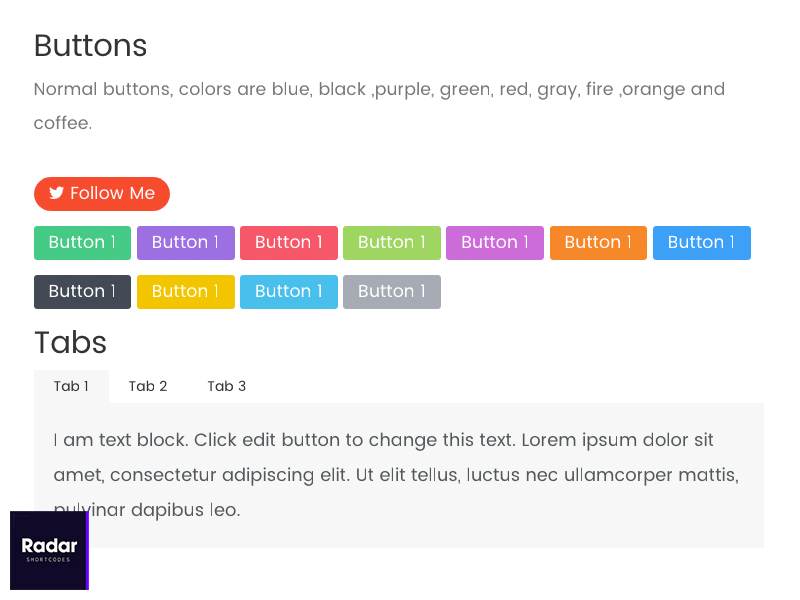 Buttons
Normal buttons, colors are blue, black ,purple, green, red, gray, fire ,orange and
coffee.
Follow Me
Button 1 Button 1 Button 1 Button 1 Button 1 Button 1 Button 1
Button 1 Button 1 Button 1 Button 1
Tabs
Tab 1 Tab 2 Tab 3
I am text block. Click edit button to change this text. Lorem ipsum dolor sit
amet, consectetur adipiscing elit. Ut elit tellus, luctus nec ullamcorper mattis,
pulvinar dapibus leo.
Radar
SHORTCODES